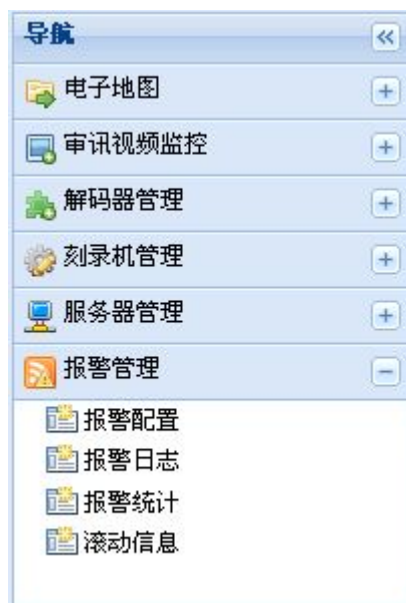 导航
电子地图
审讯视频监控
解码器管理
刻录机管理
服务器管理
报警管理
报警配置
报警日志
报警统计
滚动信息